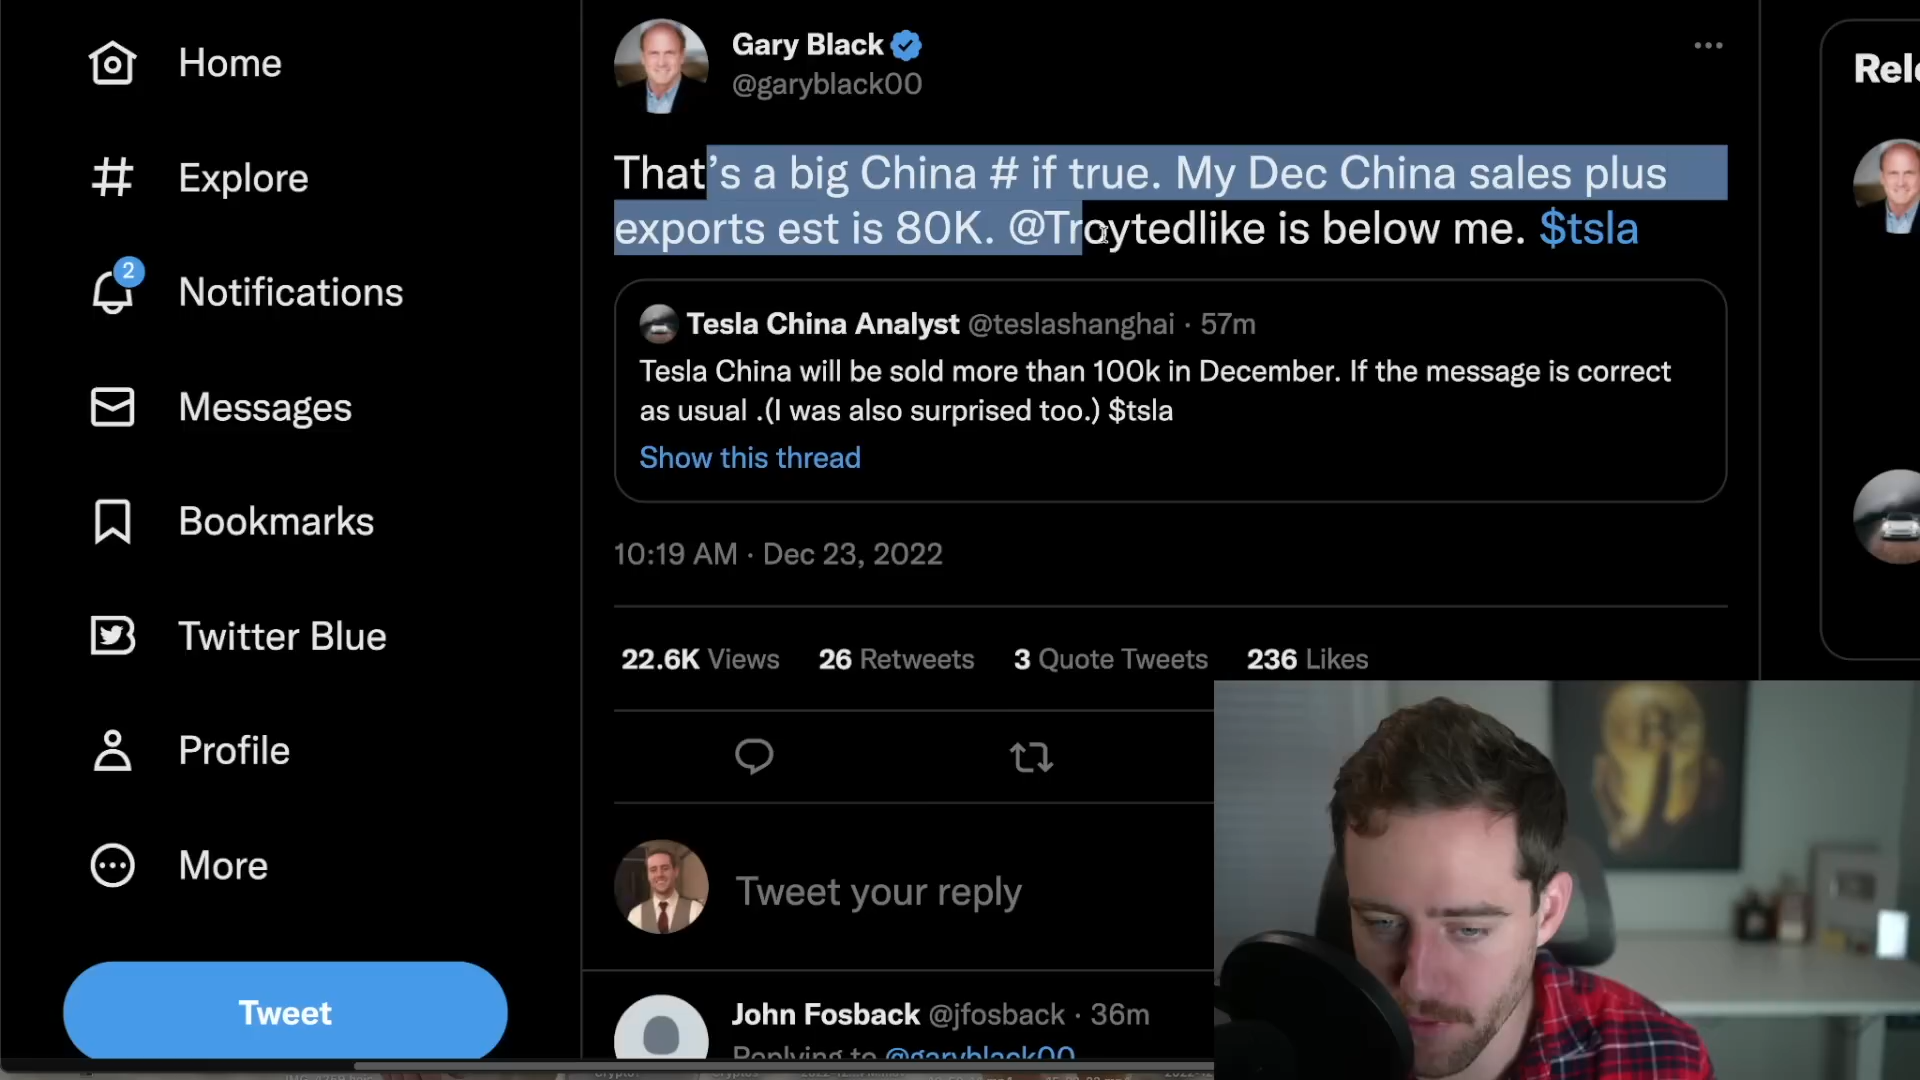 Home
Explore
2
Notifications
Messages
Bookmarks
Twitter Blue
Profile
More
Tweet
Gary Black
@garyblack00
That's a big China # if true. My Dec China sales plus
exports est is 80K. @Troytedlike is below me. $tsla
Tesla China Analyst @teslashanghai · 57m
Tesla China will be sold more than 100k in December. If the message is correct
as usual .(I was also surprised too.) $tsla
Show this thread
10:19 AM · Dec 23, 2022
22.6K Views 26 Retweets 3 Quote Tweets 236 Likes
Tweet your reply
John Fosback @jfosback · 36m
Replying to @garyblack00
Rele